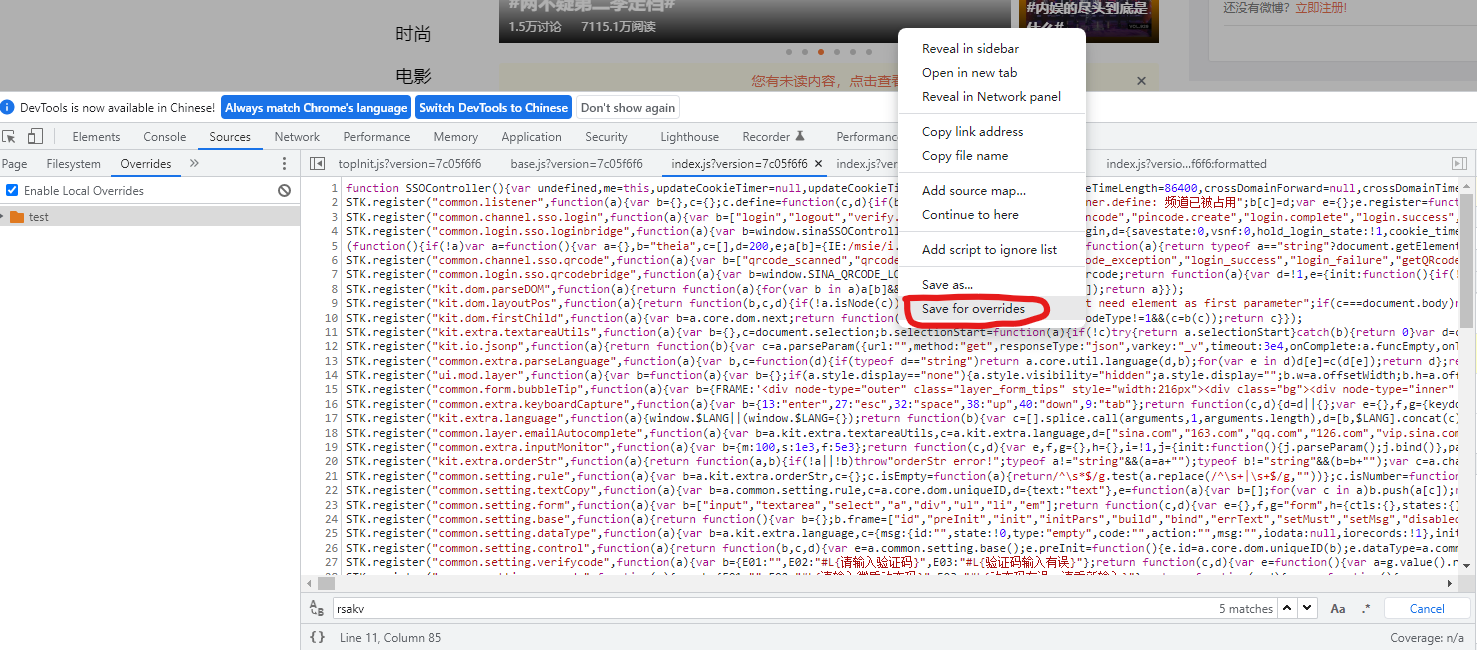 #两不疑第二季定档#
1.5万讨论 7115.1万阅读
#内娱的尽头到底是
什么#
还没有微博？立即注册!
时尚
电影
您有未读内容，点击查看
DevTools is now available in Chinese! Always match Chrome's language Switch DevTools to Chinese Don't show again
Elements Console Sources Network Performance Memory Application Security Lighthouse Recorder Performanc
Page Filesystem Overrides » topInit.js?version=7c05f6f6 base.js?version=7c05f6f6 index.js?version=7c05f6f6 × index.js?ver index.js?versio...f6f6:formatted
Enable Local Overrides
test
Reveal in sidebar
Open in new tab
Reveal in Network panel
Copy link address
Copy file name
Add source map...
Continue to here
Add script to ignore list
Save as...
Save for overrides
1 function SSOController(){var undefined,me=this,updateCookieTimer=null,updateCookieTi eTimeLength=86400,crossDomainForward=null,crossDomainTime
2 STK.register("common.listener",function(a){var b={},c={};c.define=function(c,d){if(b ner.define: 频道已被占用";b[c]=d;var e={};e.register=funct
3 STK.register("common.channel.sso.login",function(a){var b=["login","logout","verify. ncode","pincode.create","login.complete","login.success",
4 STK.register("common.login.sso.loginbridge",function(a){var b=window.sinaSSOControll gin,d={savestate:0,vsnf:0,hold_login_state:!1,cookie_time
5 (function(){if(!a)var a=function(){var a={},b="theia",c=[],d=200,e;a[b]={IE:/msie/i. function(a){return typeof a=="string"?document.getElement
6 STK.register("common.channel.sso.qrcode",function(a){var b=["qrcode_scanned","qrcode ode_exception","login_success","login_failure","getQRco
7 STK.register("common.login.sso.qrcodebridge",function(a){var b=window.SINA_QRCODE_LO rcode;return function(a){var d=!1,e={init:function(){if(!
8 STK.register("kit.dom.parseDOM",function(a){return function(a){for(var b in a)a[b]&& ]);return a}});
9 STK.register("kit.dom.layoutPos",function(a){return function(b,c,d){if(!a.isNode(c)) t need element as first parameter";if(c===document.body)r
10 STK.register("kit.dom.firstChild",function(a){var b=a.core.dom.next;return function( odeType!=1&&(c=b(c));return c}});
11 STK.register("kit.extra.textareaUtils",function(a){var b={},c=document.selection;b.selectionStart=function(a){if(!c)try{return a.selectionStart}catch(b){return 0}var d=c
12 STK.register("kit.io.jsonp",function(a){return function(b){var c=a.parseParam({url:"",method:"get",responseType:"json",varkey:"_v",timeout:3e4,onComplete:a.funcEmpty,onT
13 STK.register("common.extra.parseLanguage",function(a){var b,c=function(d){if(typeof d=="string")return a.core.util.language(d,b);for(var e in d)d[e]=c(d[e]);return d};re
14 STK.register("ui.mod.layer",function(a){var b=function(a){var b={};if(a.style.display=="none"){a.style.visibility="hidden";a.style.display="";b.w=a.offsetWidth;b.h=a.off
15 STK.register("common.form.bubbleTip",function(a){var b={FRAME:'<div node-type="outer" class="layer_form_tips" style="width:216px"><div class="bg"><div node-type="inner"
16 STK.register("common.extra.keyboardCapture",function(a){var b={13:"enter",27:"esc",32:"space",38:"up",40:"down",9:"tab"};return function(c,d){d=d||{};var e={},f,g={keydo
17 STK.register("kit.extra.language",function(a){window.$LANG||(window.$LANG={});return function(b){var c=[].splice.call(arguments,1,arguments.length),d=[b,$LANG].concat(c)
18 STK.register("common.layer.emailAutocomplete",function(a){var b=a.kit.extra.textareaUtils,c=a.kit.extra.language,d=["sina.com","163.com","qq.com","126.com","vip.sina.com
19 STK.register("common.extra.inputMonitor",function(a){var b={m:100,s:1e3,f:5e3};return function(c,d){var e,f,g={},h={},i=!1,j={init:function(){j.parseParam();j.bind()},pa
20 STK.register("kit.extra.orderStr",function(a){return function(a,b){if(!a||!b)throw"orderStr error!";typeof a!="string"&&(a=a+"");typeof b!="string"&&(b=b+"");var c=a.cha
21 STK.register("common.setting.rule",function(a){var b=a.kit.extra.orderStr,c={};c.isEmpty=function(a){return/^\s*$/g.test(a.replace(/^\s+|\s+$/g,""))};c.isNumber=function
22 STK.register("common.setting.textCopy",function(a){var b=a.common.setting.rule,c=a.core.dom.uniqueID,d={text:"text"},e=function(a){var b=[];for(var c in a)b.push(a[c]);r
23 STK.register("common.setting.form",function(a){var b=["input","textarea","select","a","div","ul","li","em"];return function(c,d){var e={},f,g="form",h={ctls:{},states:{}
24 STK.register("common.setting.base",function(a){return function(){var b={};b.frame=["id","preInit","init","initPars","build","bind","errText","setMust","setMsg","disabled
25 STK.register("common.setting.dataType",function(a){var b=a.kit.extra.language,c={msg:{id:"",state:!0,type:"empty",code:"",action:"",msg:"",iodata:null,iorecords:!1},init
26 STK.register("common.setting.control",function(a){return function(b,c,d){var e=a.common.setting.base();e.preInit=function(){e.id=a.core.dom.uniqueID(b);e.dataType=a.comm
27 STK.register("common.setting.verifycode",function(a){var b={E01:"",E02:"#L{请输入验证码}",E03:"#L{验证码输入有误}"};return function(c,d){var e=function(){var a=g.value().r
rsakv 5 matches Aa .* Cancel
{} Line 11, Column 85 Coverage: n/a